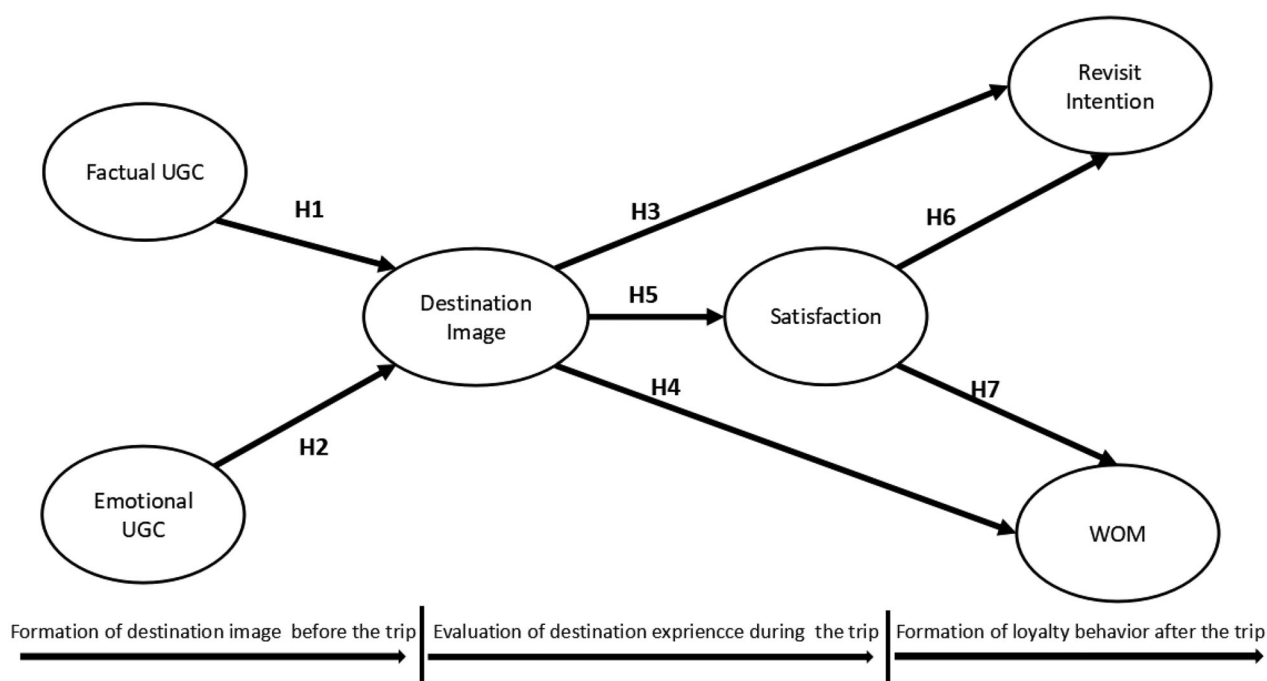 Revisit
Intention
Factual UGC
H1
H3
H6
Destination
Image
H5
Satisfaction
H4
H7
H2
Emotional
UGC
WOM
Formation of destination image before the trip
Evaluation of destination expriencce during the trip
Formation of loyalty behavior after the trip